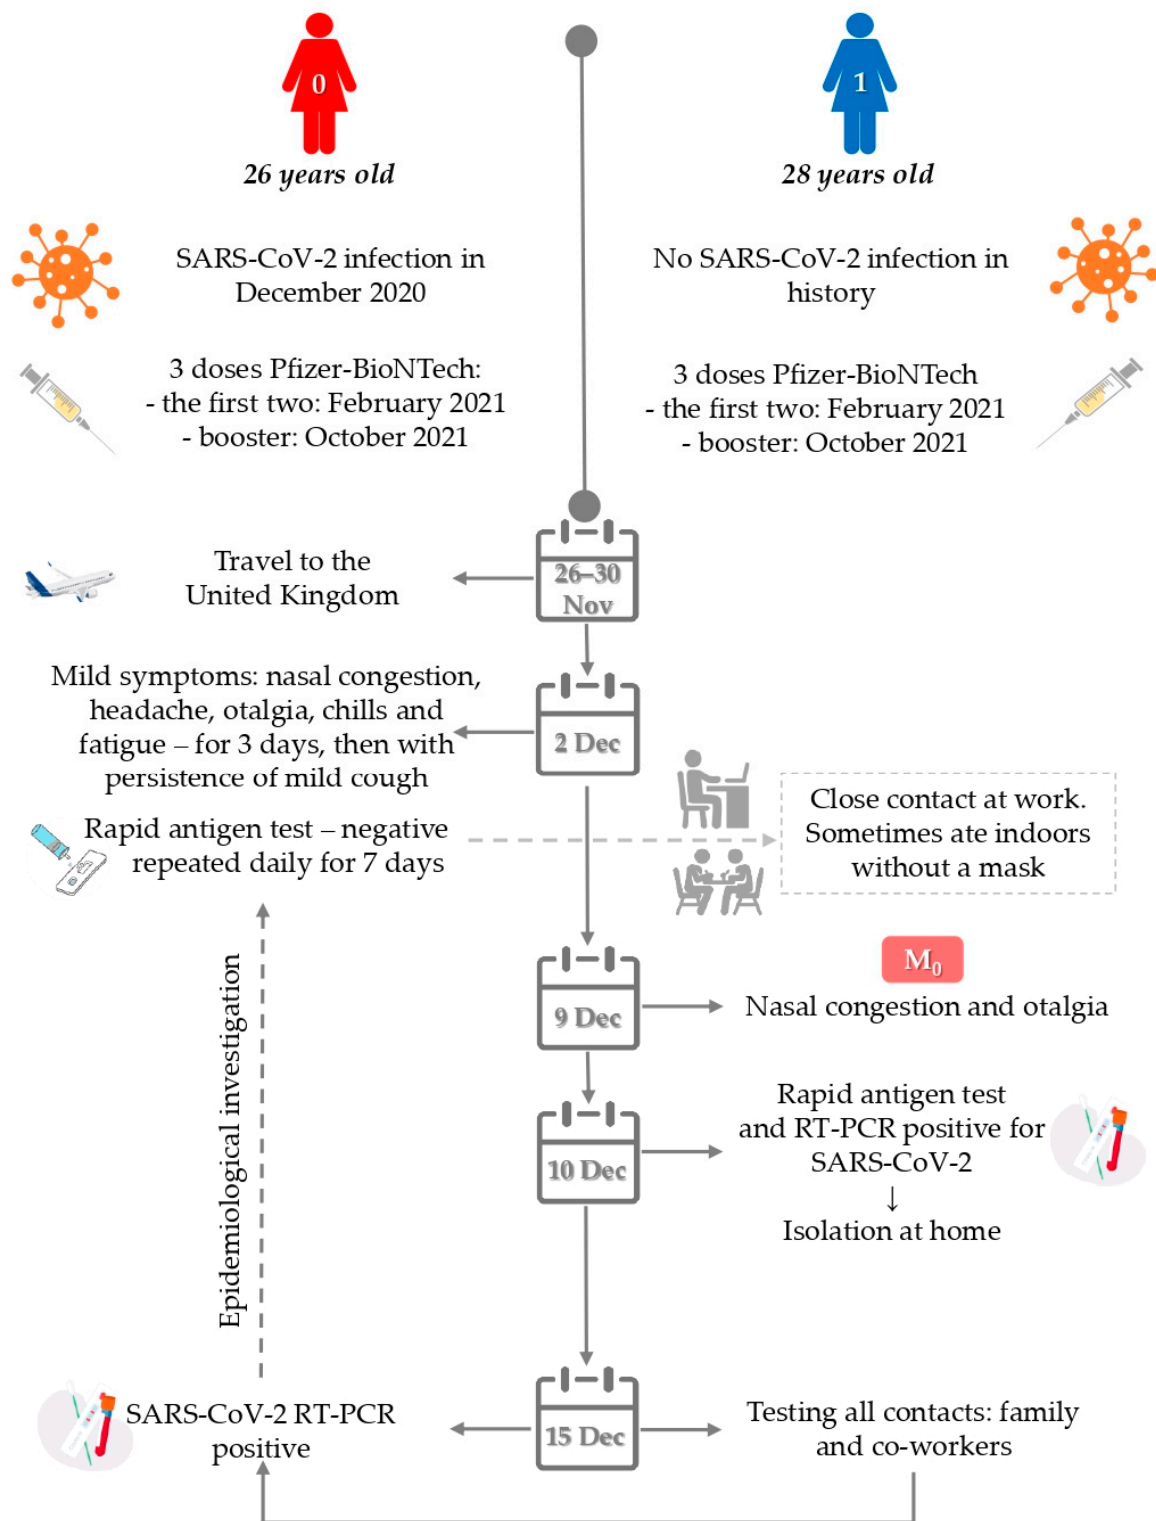 0
1
26 years old
28 years old
SARS-CoV-2 infection in
December 2020
No SARS-CoV-2 infection in
history
3 doses Pfizer-BioNTech:
- the first two: February 2021
- booster: October 2021
3 doses Pfizer-BioNTech
- the first two: February 2021
- booster: October 2021
Travel to the
United Kingdom
26–30
Nov
Mild symptoms: nasal congestion,
headache, otalgia, chills and
fatigue – for 3 days, then with
persistence of mild cough
2 Dec
Rapid antigen test – negative
repeated daily for 7 days
Close contact at work.
Sometimes ate indoors
without a mask
M₀
9 Dec
Nasal congestion and otalgia
Epidemiological investigation
10 Dec
Rapid antigen test
and RT-PCR positive for
SARS-CoV-2
↓
Isolation at home
SARS-CoV-2 RT-PCR
positive
15 Dec
Testing all contacts: family
and co-workers